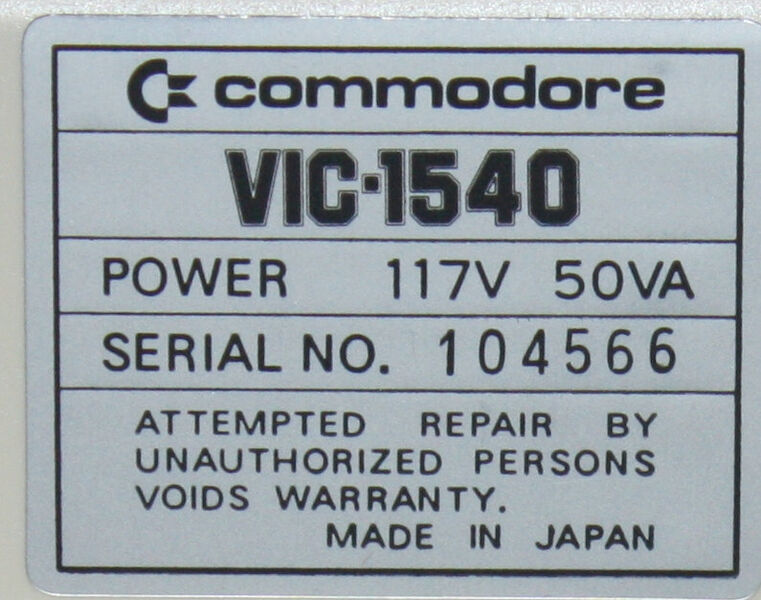 commodore
VIC-1540
POWER 117V 50VA
SERIAL NO. 104566
ATTEMPTED REPAIR BY
UNAUTHORIZED PERSONS
VOIDS WARRANTY.
MADE IN JAPAN